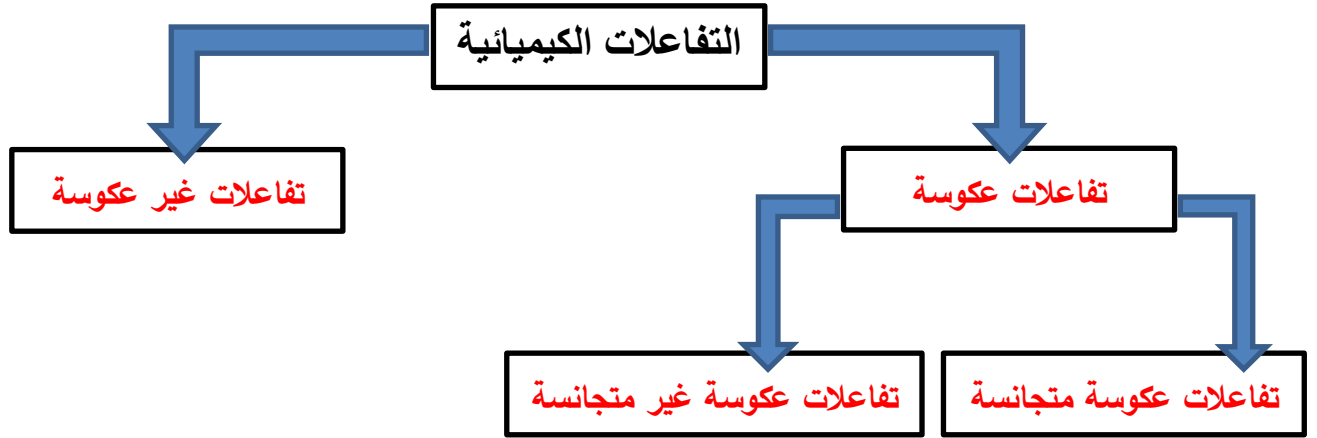 التفاعلات الكيميائية
تفاعلات عكوسة
تفاعلات غير عكوسة
تفاعلات عكوسة متجانسة
تفاعلات عكوسة غير متجانسة